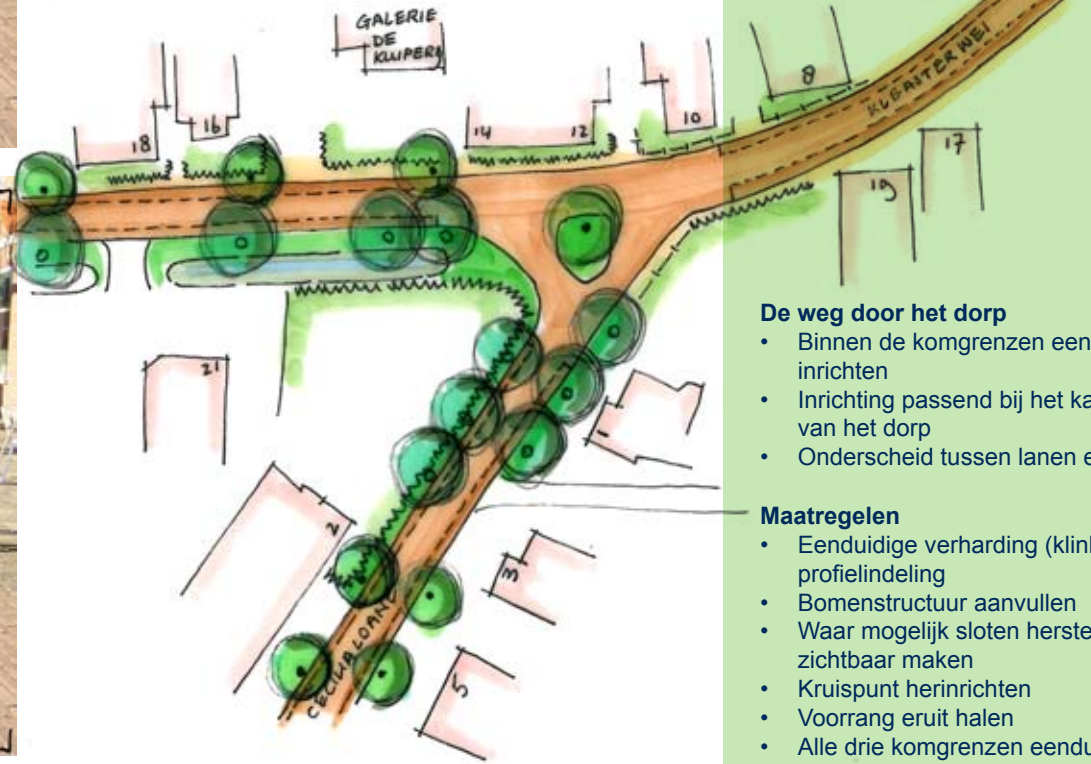 GALERIE
DE
KUIPERIJ
18
16
14
12
10
8
KLEASTERWEI
17
19
21
1
2
3
5
CECILIALOANE
De weg door het dorp
• Binnen de komgrenzen een
inrichten
• Inrichting passend bij het ka
van het dorp
• Onderscheid tussen lanen e
Maatregelen
• Eenduidige verharding (klin
profielindeling
• Bomenstructuur aanvullen
• Waar mogelijk sloten herste
zichtbaar maken
• Kruispunt herinrichten
• Voorrang eruit halen
• Alle drie komgrenzen eendu